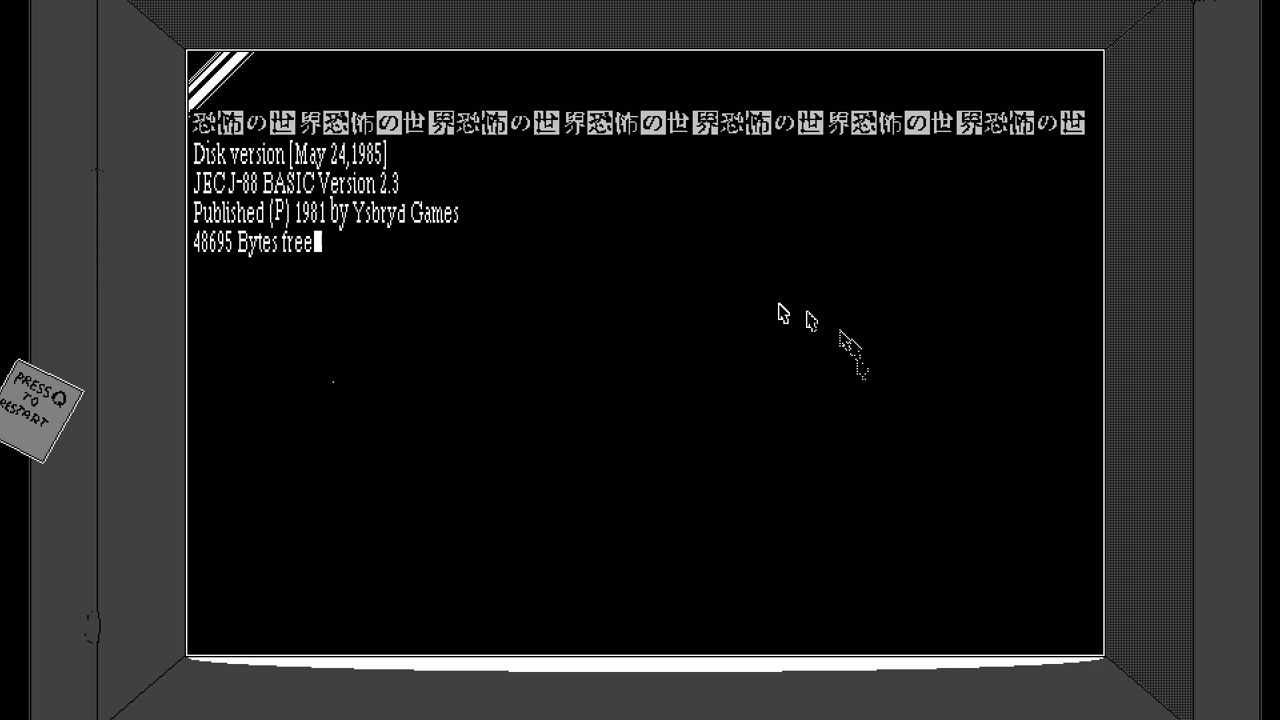 恐怖の世界恐怖の世界恐怖の世界恐怖の世界恐怖の世界恐怖の世界恐怖の世
Disk version [May 24,1985]
JECJ-88 BASIC Version 2.3
Published (P) 1981 by Ysbryd Games
48695 Bytes free
PRESS Q
TO
RESTART